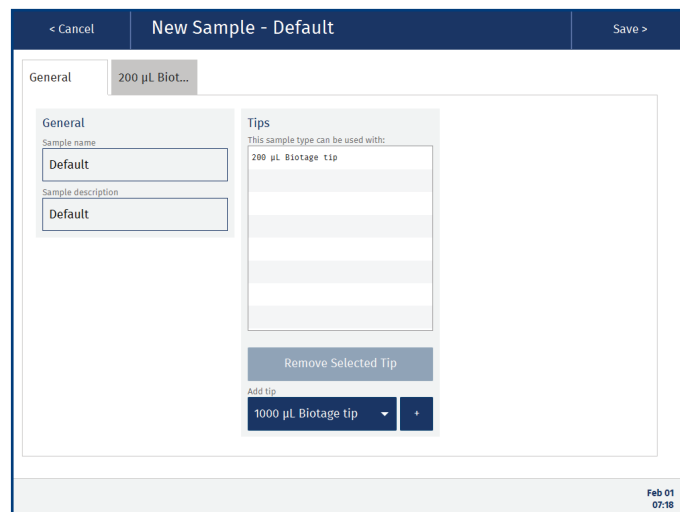 < Cancel
New Sample - Default
Save >
General
200 µL Biot...
General
Sample name
Default
Sample description
Default
Tips
This sample type can be used with:
200 µL Biotage tip
Remove Selected Tip
Add tip
1000 µL Biotage tip
+
Feb 01
07:18